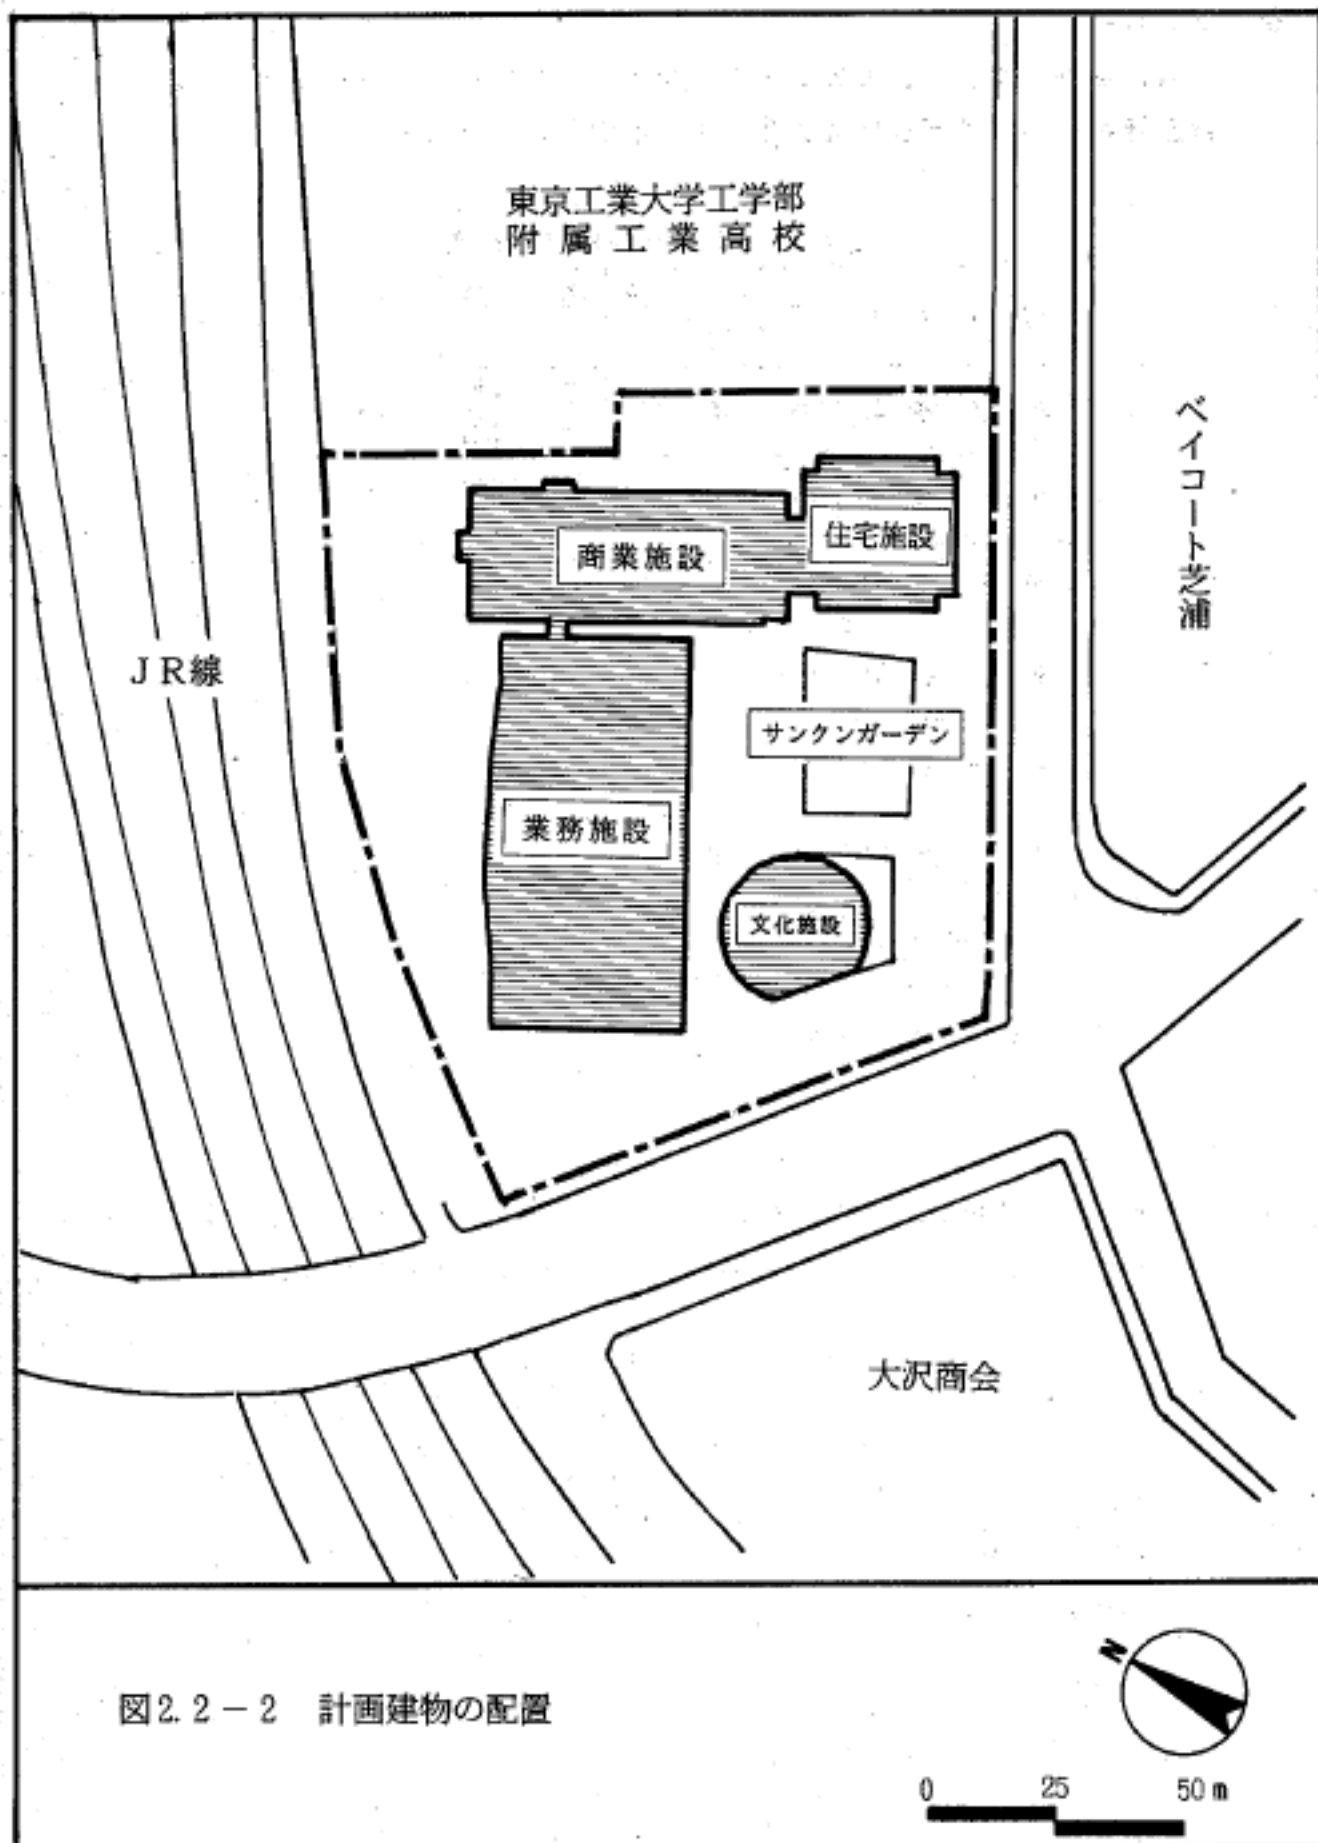 東京工業大学工学部
附属工業高校
ベイコート芝浦
住宅施設
商業施設
JR線
サンクンガーデン
業務施設
文化施設
大沢商会
図2.2-2 計画建物の配置
N
0 25 50m